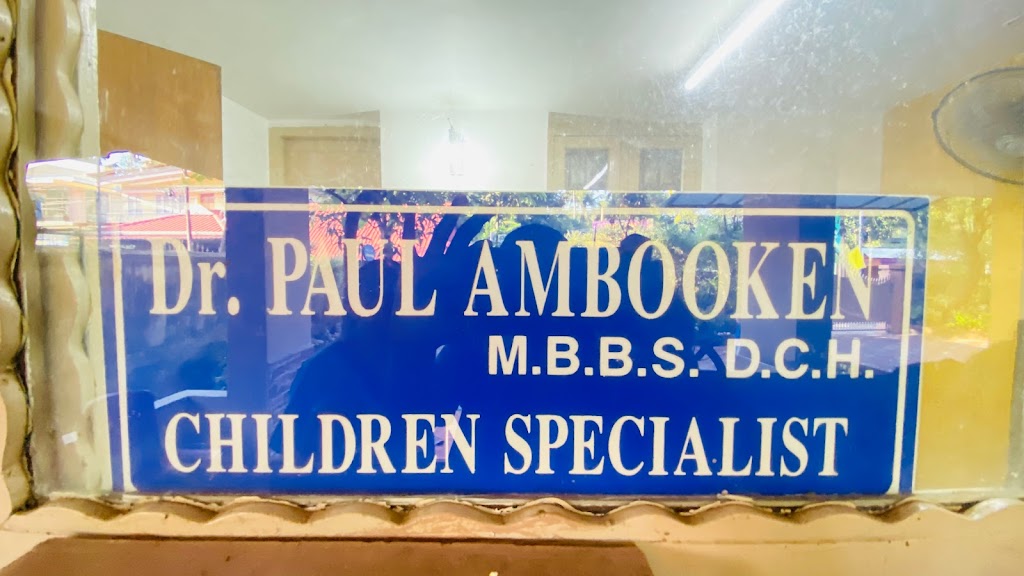 Dr. PAUL AMBOOKEN
M.B.B.S. D.C.H.
CHILDREN SPECIALIST